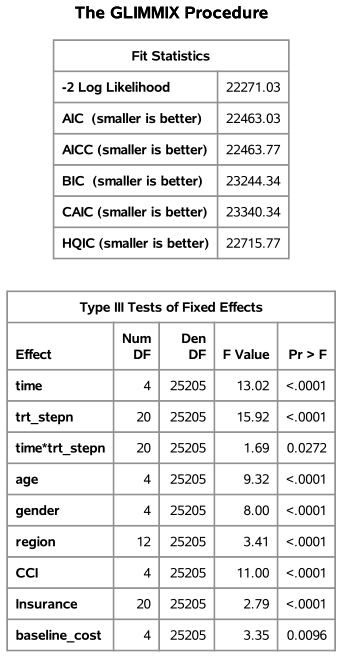 The GLIMMIX Procedure
Fit Statistics
-2 Log Likelihood 22271.03
AIC (smaller is better) 22463.03
AICC (smaller is better) 22463.77
BIC (smaller is better) 23244.34
CAIC (smaller is better) 23340.34
HQIC (smaller is better) 22715.77
Type III Tests of Fixed Effects
Effect Num DF Den DF F Value Pr > F
time 4 25205 13.02 <.0001
trt_stepn 20 25205 15.92 <.0001
time*trt_stepn 20 25205 1.69 0.0272
age 4 25205 9.32 <.0001
gender 4 25205 8.00 <.0001
region 12 25205 3.41 <.0001
CCI 4 25205 11.00 <.0001
Insurance 20 25205 2.79 <.0001
baseline_cost 4 25205 3.35 0.0096